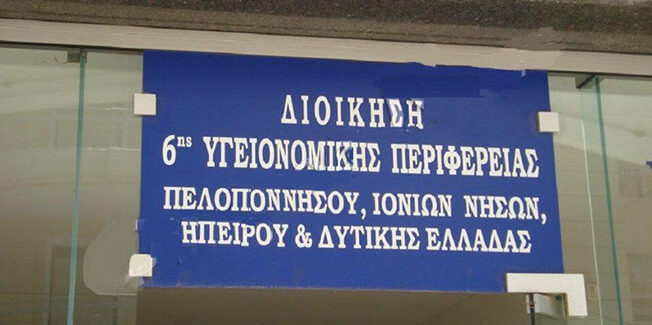 ΔΙΟΙΚΗΣΗ
6ης ΥΓΕΙΟΝΟΜΙΚΗΣ ΠΕΡΙΦΕΡΕΙΑΣ
ΠΕΛΟΠΟΝΝΗΣΟΥ, ΙΟΝΙΩΝ ΝΗΣΩΝ,
ΗΠΕΙΡΟΥ & ΔΥΤΙΚΗΣ ΕΛΛΑΔΑΣ